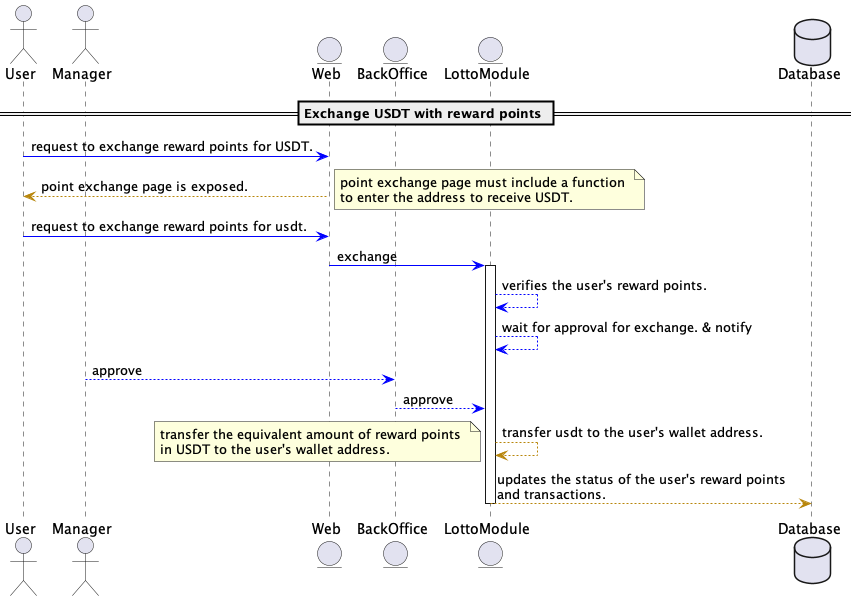 User
Manager
Web
BackOffice
LottoModule
Database
Exchange USDT with reward points
request to exchange reward points for USDT.
point exchange page is exposed.
point exchange page must include a function
to enter the address to receive USDT.
request to exchange reward points for usdt.
exchange
verifies the user's reward points.
wait for approval for exchange. & notify
approve
approve
transfer the equivalent amount of reward points
in USDT to the user's wallet address.
transfer usdt to the user's wallet address.
updates the status of the user's reward points
and transactions.
User
Manager
Web
BackOffice
LottoModule
Database